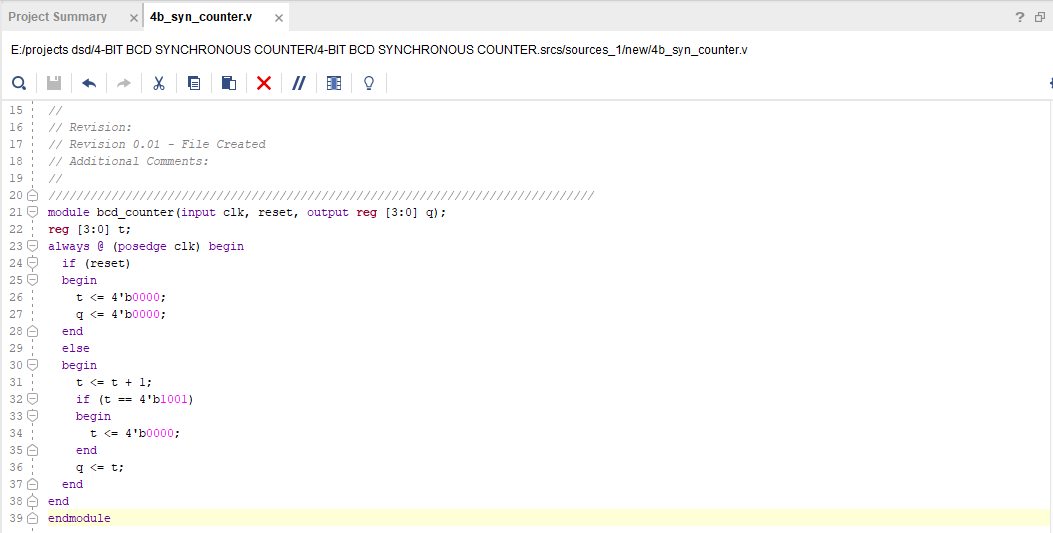 Project Summary × 4b_syn_counter.v × ?
E:/projects dsd/4-BIT BCD SYNCHRONOUS COUNTER/4-BIT BCD SYNCHRONOUS COUNTER.srcs/sources_1/new/4b_syn_counter.v
15 //
16 // Revision:
17 // Revision 0.01 - File Created
18 // Additional Comments:
19 //
20 //////////////////////////////////////////////////////////////////////////////
21 module bcd_counter(input clk, reset, output reg [3:0] q);
22 reg [3:0] t;
23 always @ (posedge clk) begin
24 if (reset)
25 begin
26 t <= 4'b0000;
27 q <= 4'b0000;
28 end
29 else
30 begin
31 t <= t + 1;
32 if (t == 4'b1001)
33 begin
34 t <= 4'b0000;
35 end
36 q <= t;
37 end
38 end
39 endmodule